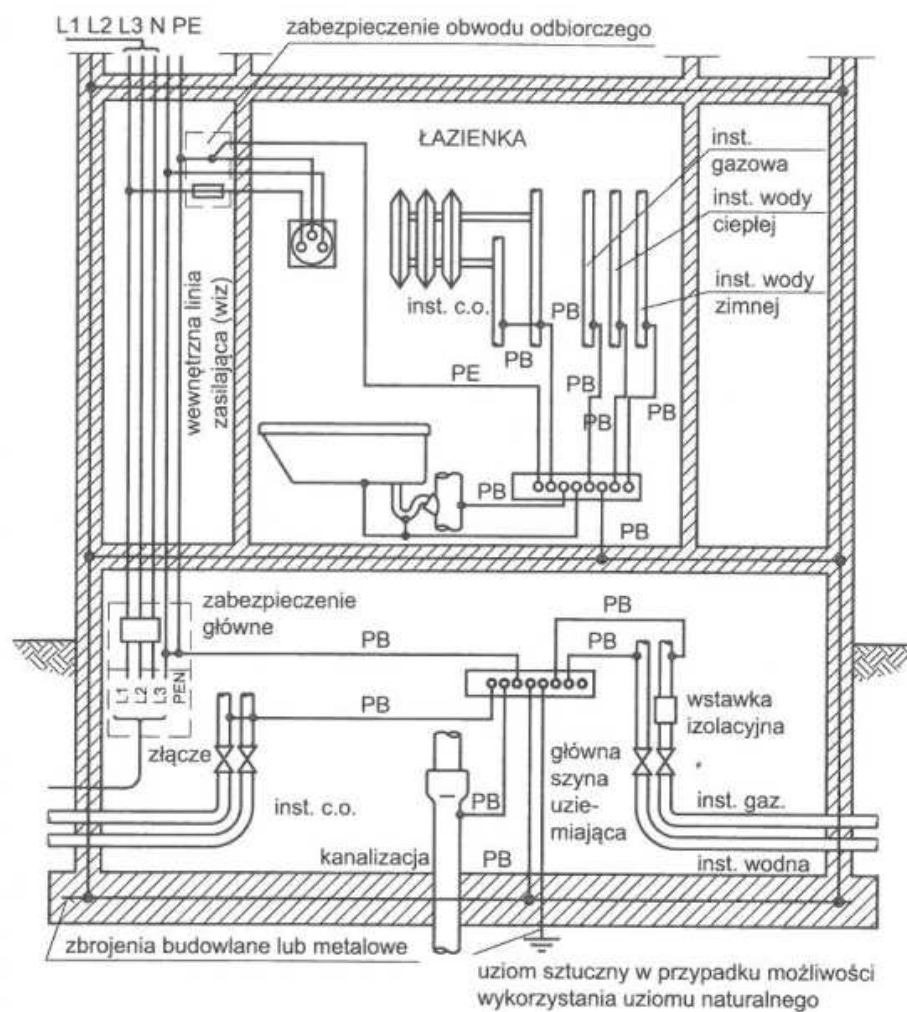 L1 L2 L3 N PE
zabezpieczenie obwodu odbiorczego
ŁAZIENKA
inst.
gazowa
inst. wody
ciepłej
inst. wody
zimnej
inst. c.o.
PB
PB
PE
PB
PB
wewnętrzna linia
zasilająca (wiz)
PB
PB
zabezpieczenie
główne
PB
PB
PB
L1
L2
L3
PEN
PB
złącze
wstawka
izolacyjna
główna
szyna
uzie-
miająca
inst. c.o.
PB
inst. gaz.
kanalizacja
PB
inst. wodna
zbrojenia budowlane lub metalowe
uziom sztuczny w przypadku możliwości
wykorzystania uziomu naturalnego